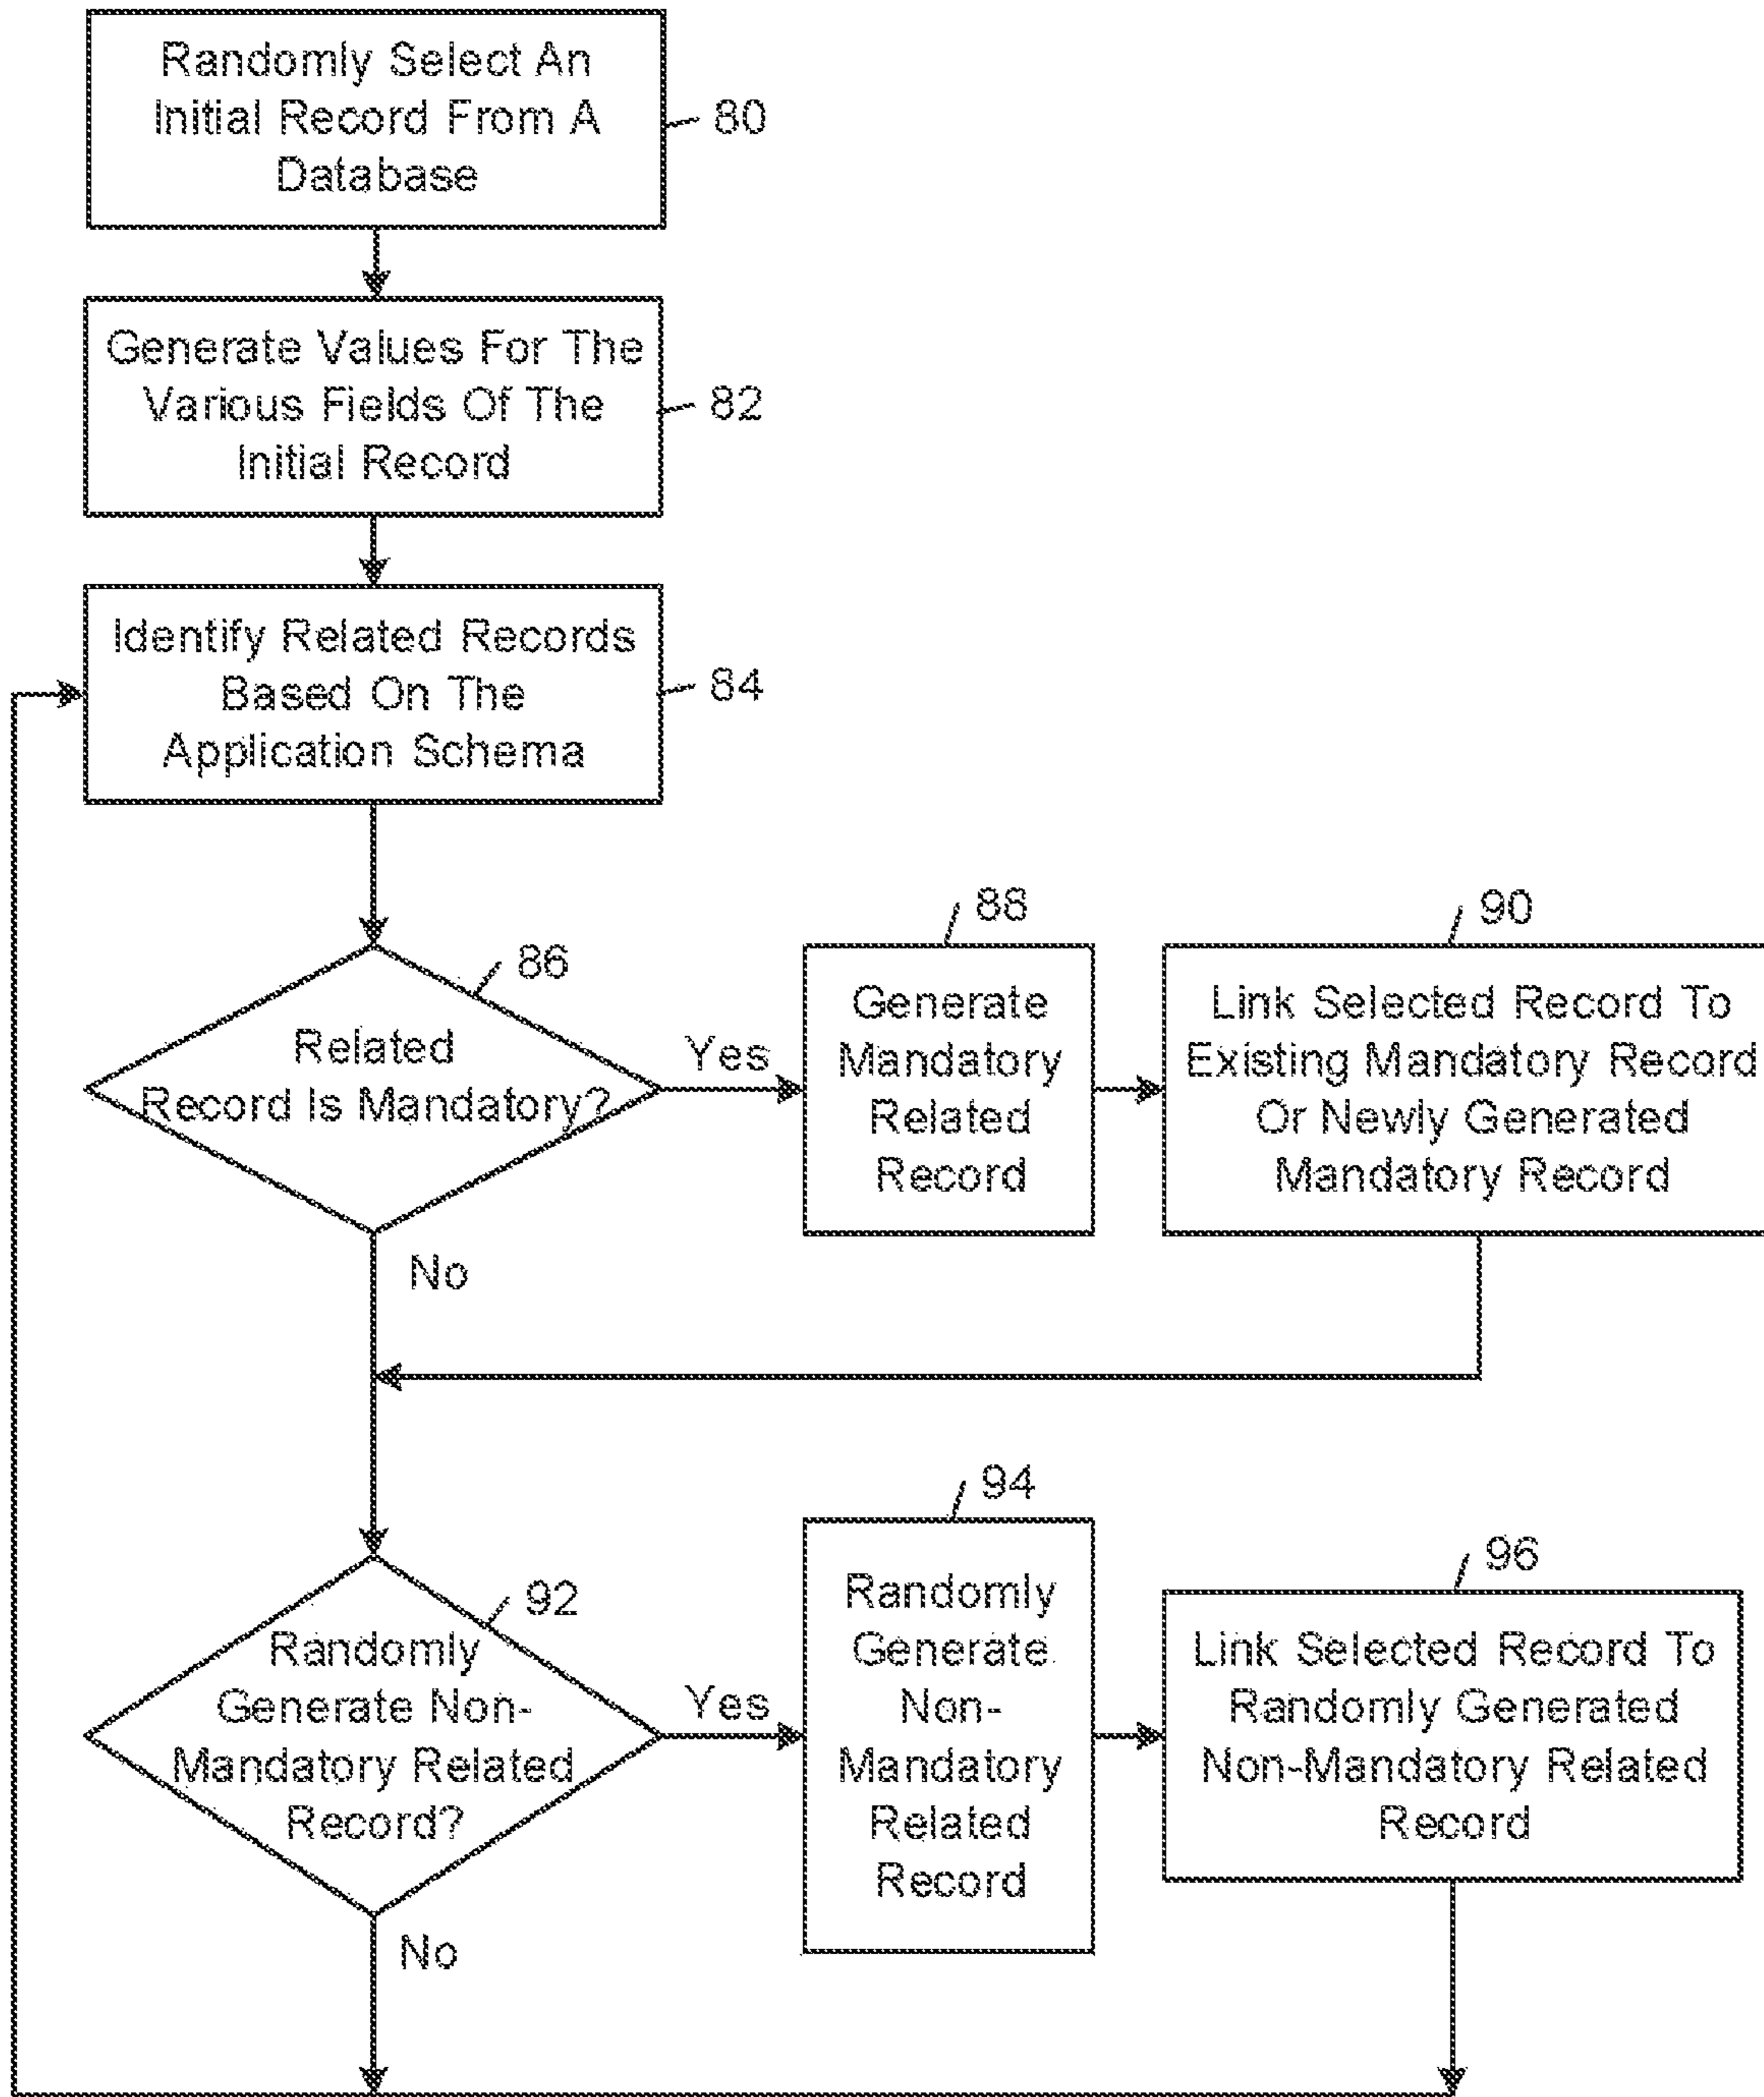 Randomly Select An
Initial Record From A
Database
80
Generate Values For The
Various Fields Of The
Initial Record
82
Identify Related Records
Based On The
Application Schema
84
86
Related
Record Is Mandatory?
Yes
No
88
Generate
Mandatory
Related
Record
90
Link Selected Record To
Existing Mandatory Record
Or Newly Generated
Mandatory Record
92
Randomly
Generate Non-
Mandatory Related
Record?
Yes
No
94
Randomly
Generate
Non-
Mandatory
Related
Record
96
Link Selected Record To
Randomly Generated
Non-Mandatory Related
Record